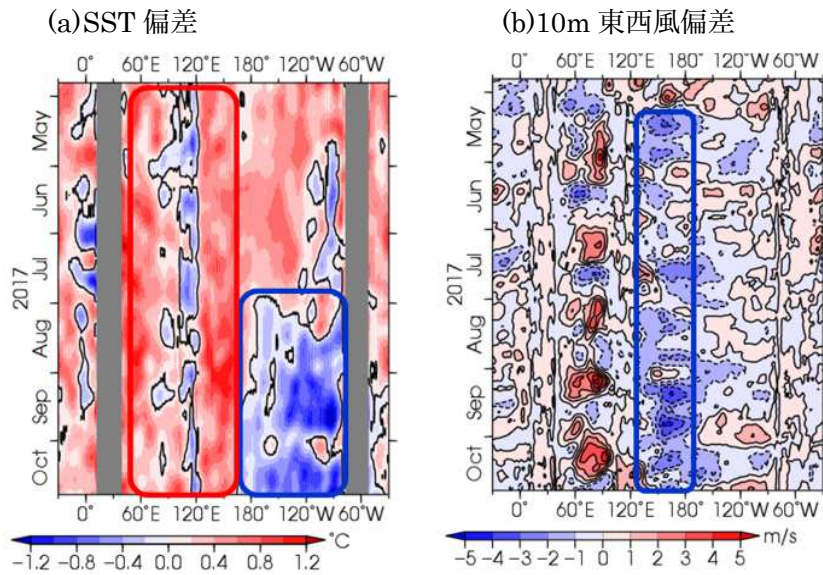 (a)SST 偏差
(b)10m 東西風偏差
0° 60°E 120°E 180° 120°W 60°W
0° 60°E 120°E 180° 120°W 60°W
2017
May
Jun
Jul
Aug
Sep
Oct
2017
May
Jun
Jul
Aug
Sep
Oct
0° 60°E 120°E 180° 120°W 60°W
0° 60°E 120°E 180° 120°W 60°W
°C
-1.2 -0.8 -0.4 0.0 0.4 0.8 1.2
m/s
-5 -4 -3 -2 -1 0 1 2 3 4 5